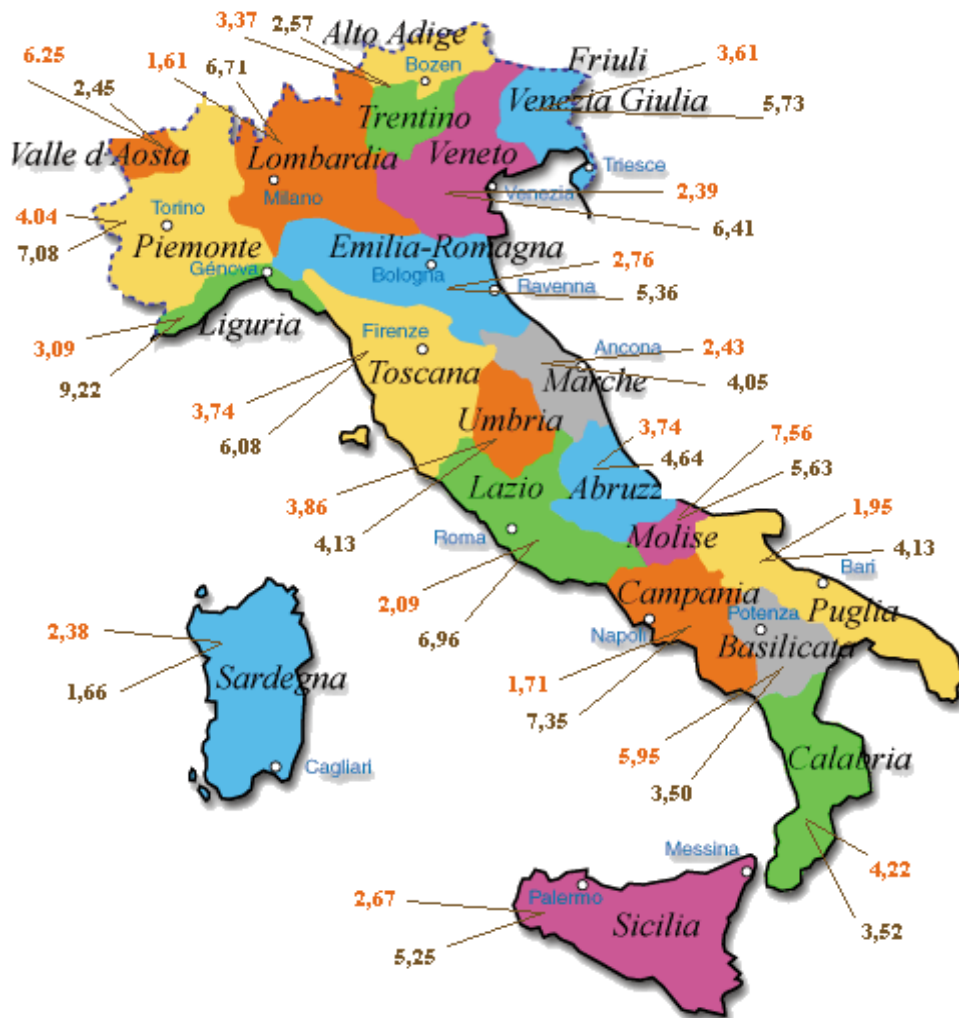 3,37
2,57
Alto Adige
6.25
1,61
6,71
Bozen
Friuli
3,61
2,45
Trentino
Venezia Giulia
5,73
Valle d'Aosta
Lombardia
Veneto
Triesce
Milano
Venezia
2,39
4.04
Torino
6,41
7,08
Piemonte
Emilia-Romagna
Génova
Bologna
2,76
Ravenna
5,36
Liguria
3,09
Firenze
Ancona
2,43
9,22
Toscana
Marche
4,05
3,74
Umbria
3,74
7,56
6,08
4,64
5,63
Lazio
Abruzz
3,86
1,95
4,13
Roma
Molise
4,13
Bari
2,09
Campania
Puglia
2,38
6,96
Napoli
Potenza
Basilicata
1,66
Sardegna
1,71
7,35
5,95
Calabria
Cagliari
3,50
Messina
4,22
2,67
Palermo
Sicilia
3,52
5,25